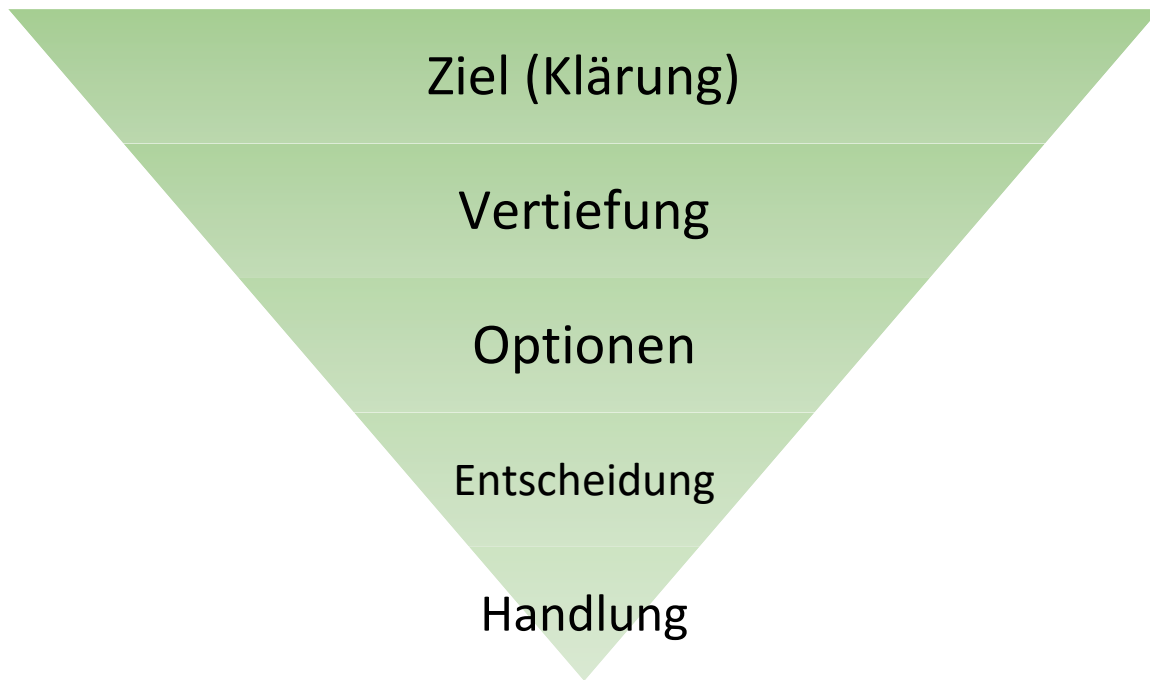 Ziel (Klärung)
Vertiefung
Optionen
Entscheidung
Handlung